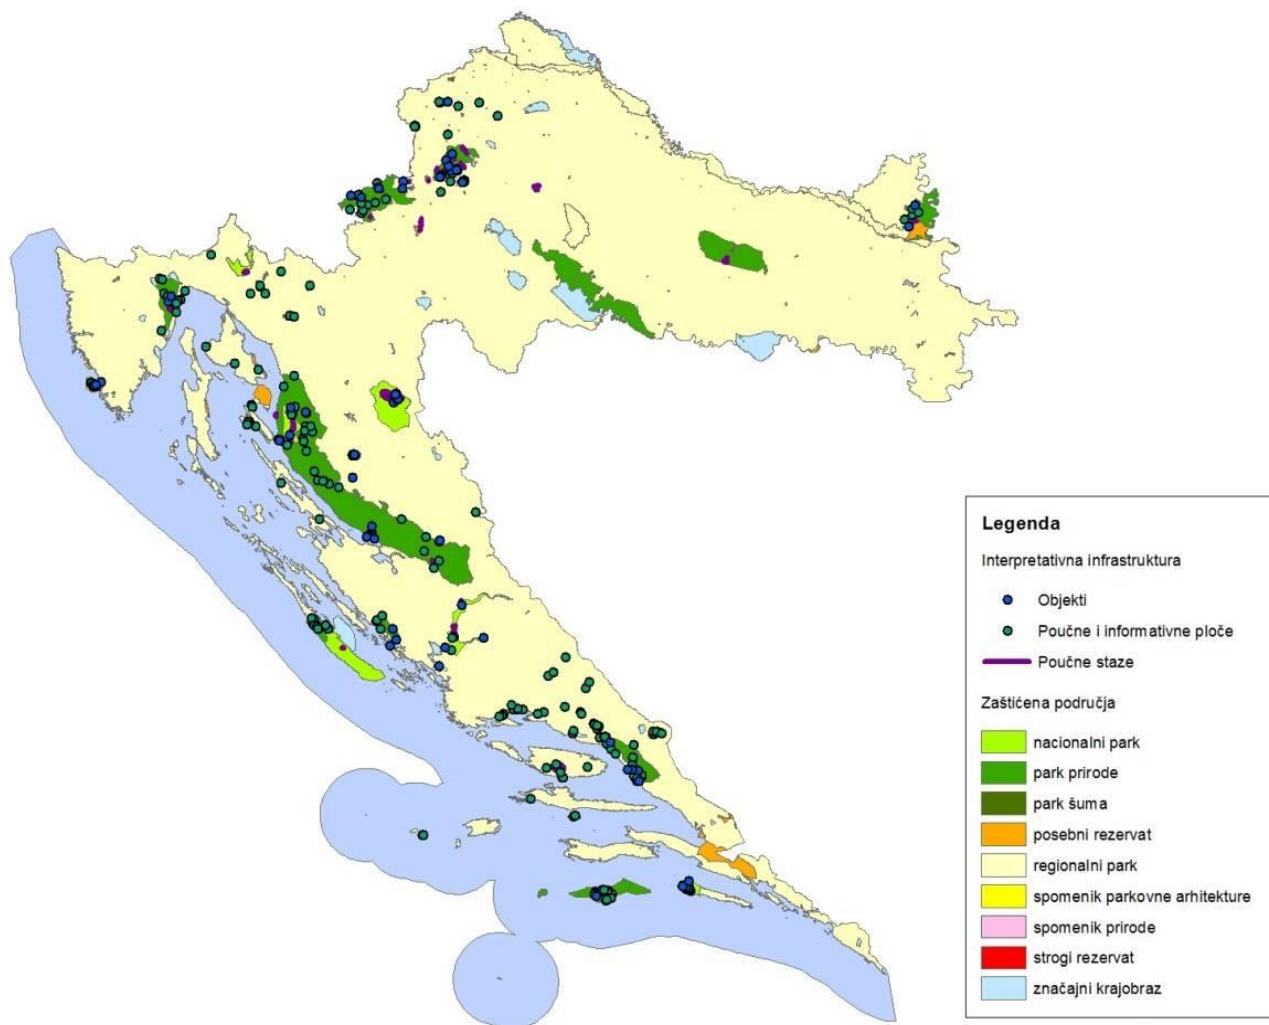 Legenda
Interpretativna infrastruktura
Objekti
Poučne i informativne ploče
Poučne staze
Zaštićena područja
nacionalni park
park prirode
park šuma
posebni rezervat
regionalni park
spomenik parkovne arhitekture
spomenik prirode
strogi rezervat
značajni krajobraz